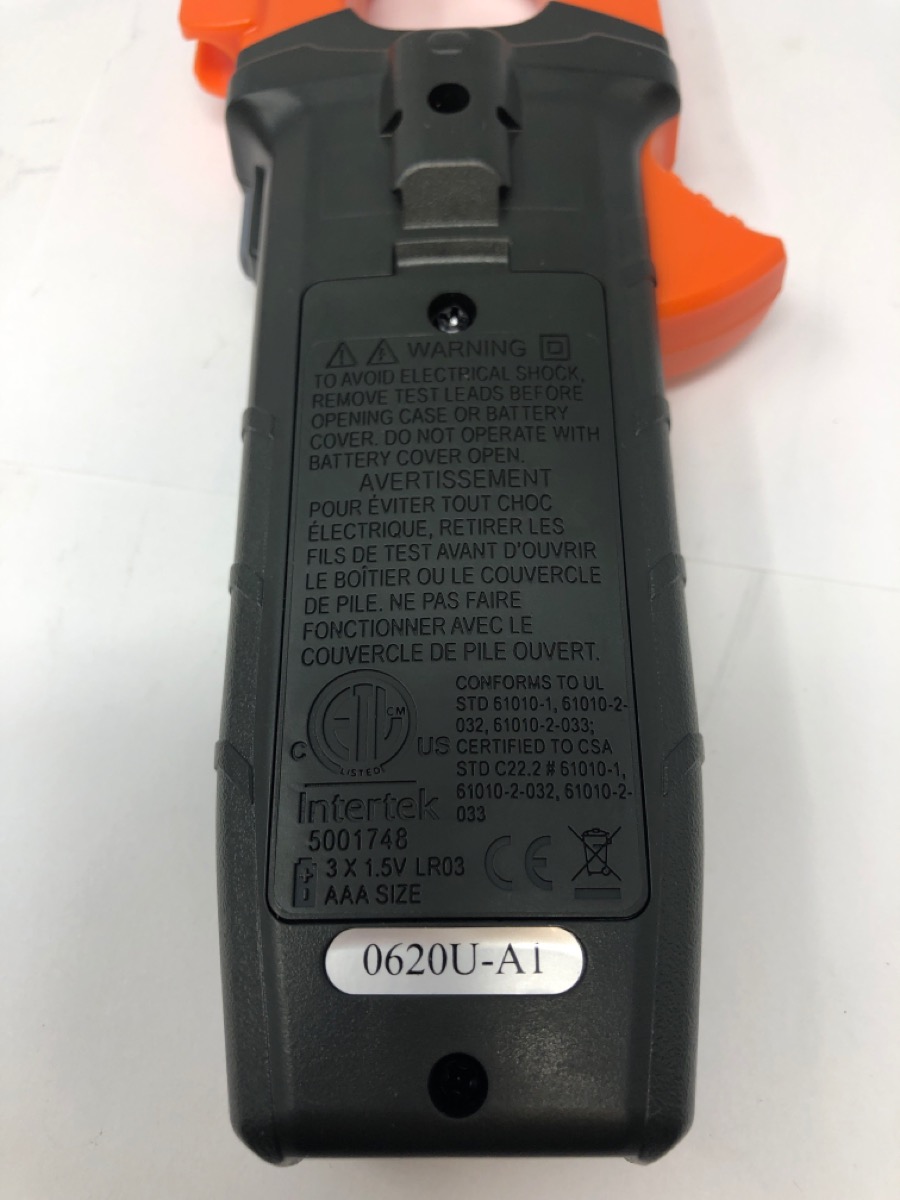 WARNING
TO AVOID ELECTRICAL SHOCK,
REMOVE TEST LEADS BEFORE
OPENING CASE OR BATTERY
COVER. DO NOT OPERATE WITH
BATTERY COVER OPEN.
AVERTISSEMENT
POUR ÉVITER TOUT CHOC
ÉLECTRIQUE, RETIRER LES
FILS DE TEST AVANT D'OUVRIR
LE BOÎTIER OU LE COUVERCLE
DE PILE. NE PAS FAIRE
FONCTIONNER AVEC LE
COUVERCLE DE PILE OUVERT.
CONFORMS TO UL
STD 61010-1, 61010-2-
032, 61010-2-033;
CERTIFIED TO CSA
STD C22.2 # 61010-1,
61010-2-032, 61010-2-
033
ETL CM
C US
LISTED
Intertek
5001748
3 X 1.5V LR03
AAA SIZE
CE
0620U-A1